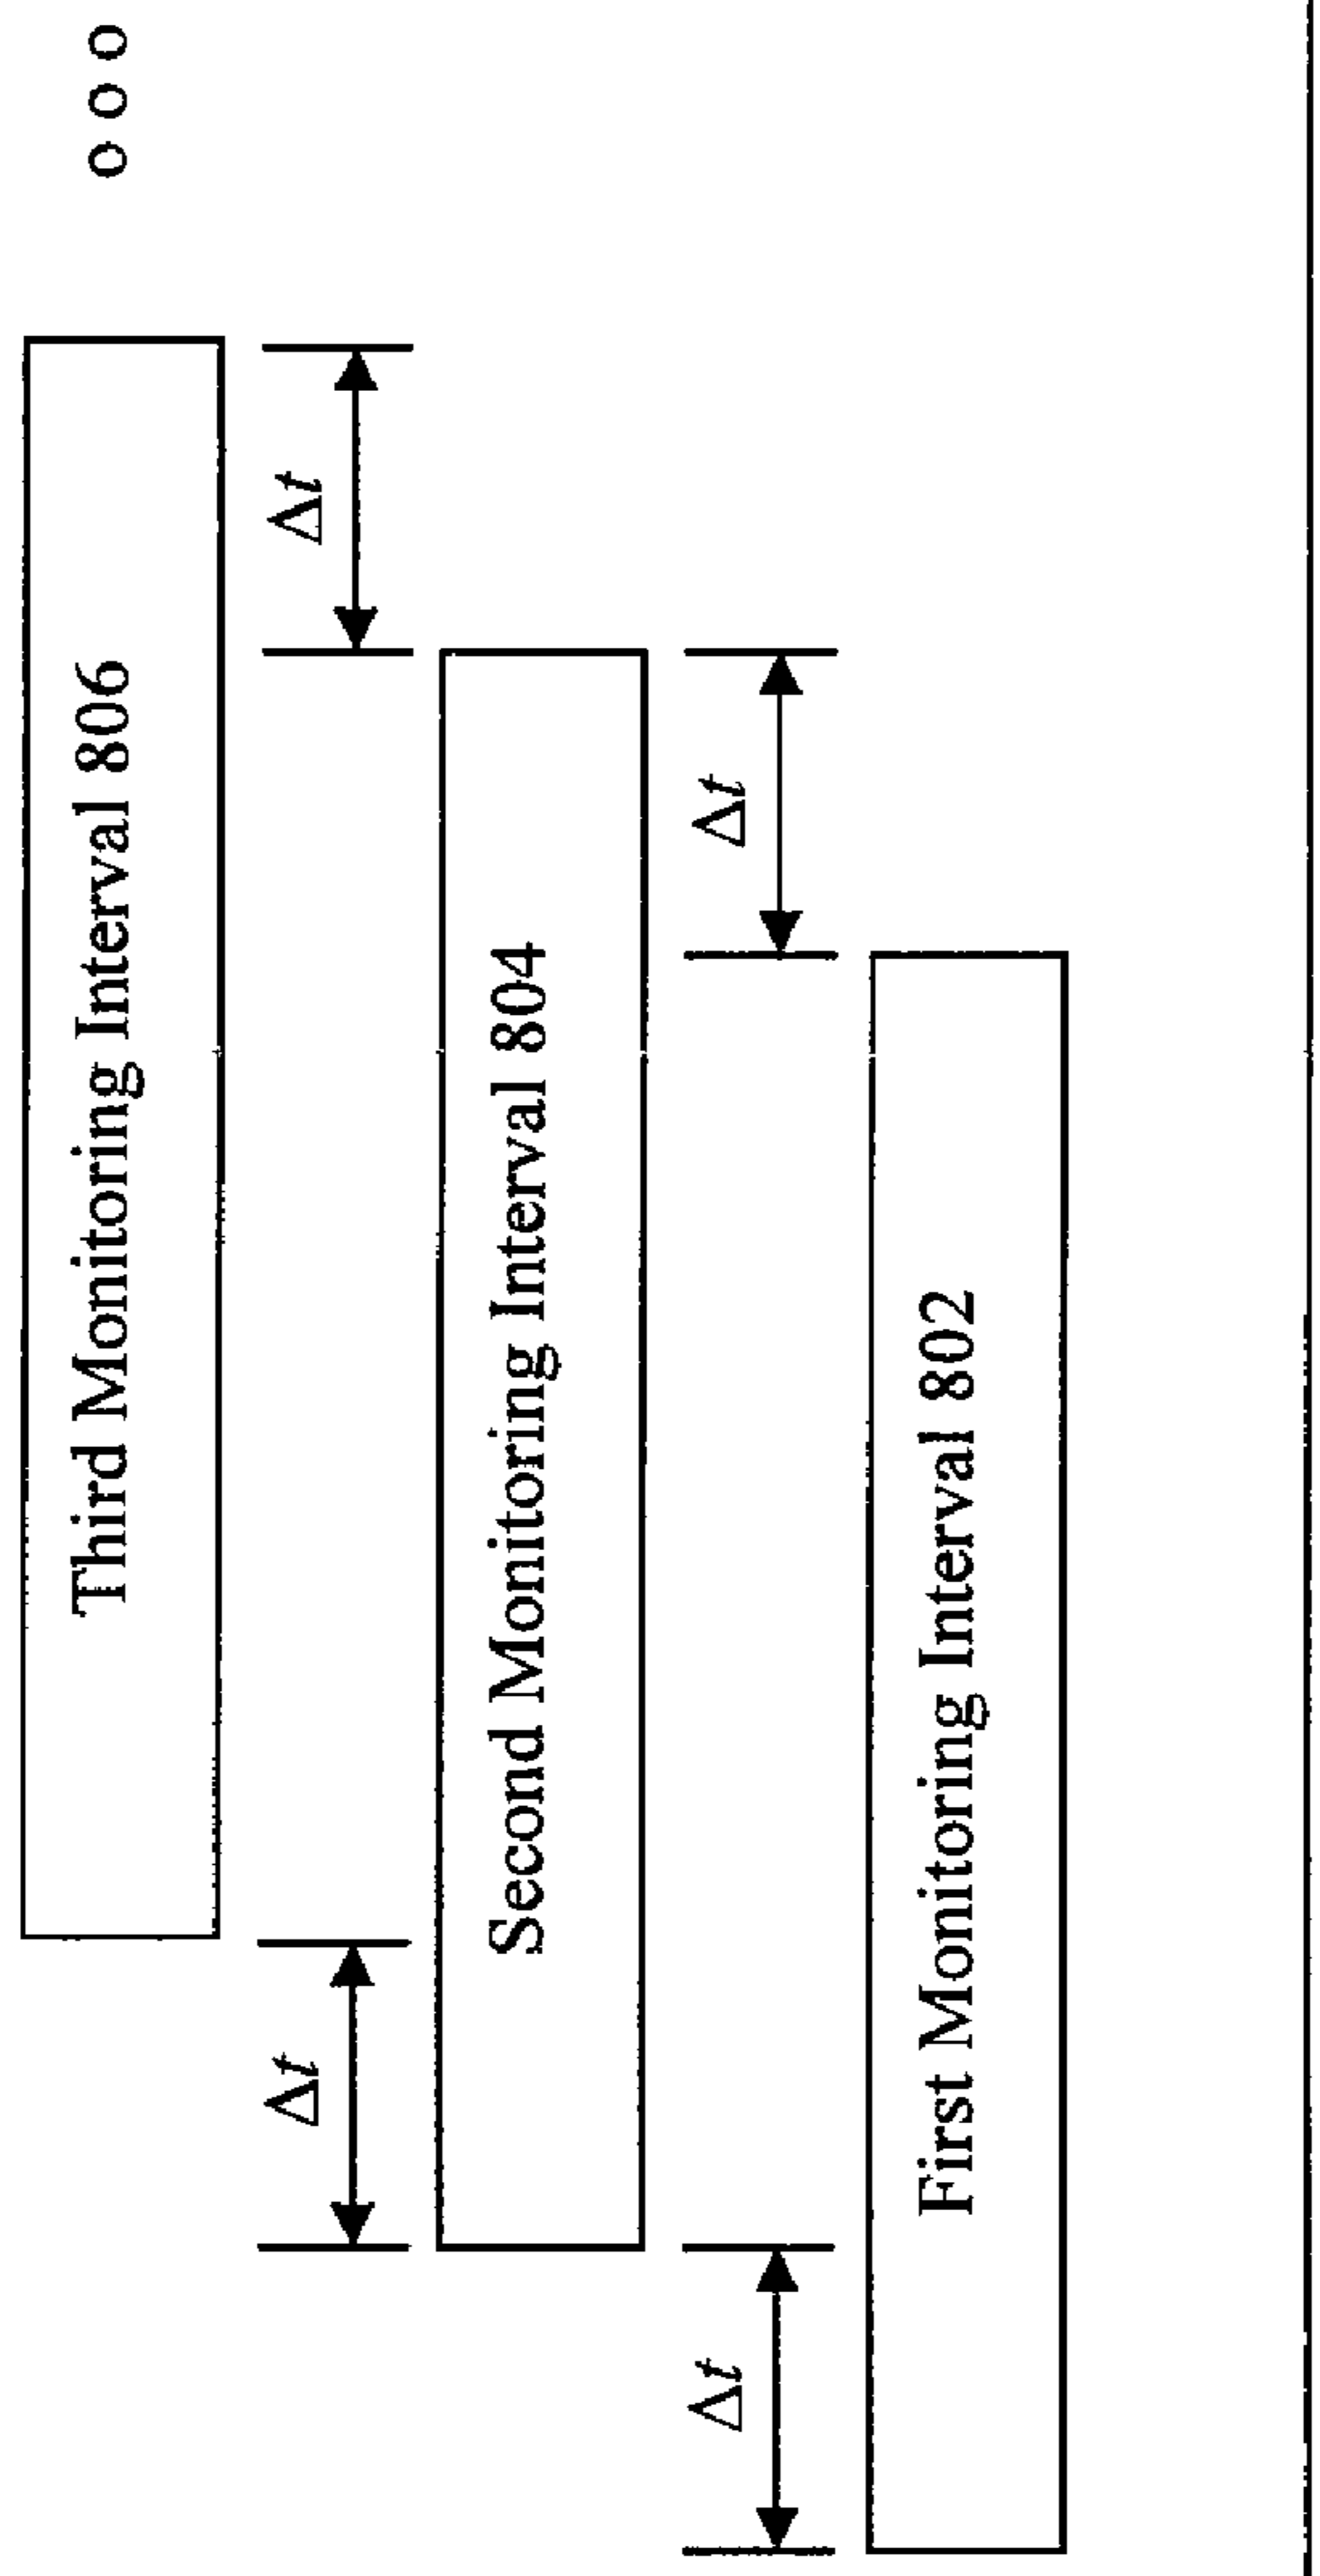 Third Monitoring Interval 806
o o o
Δt
Δt
Second Monitoring Interval 804
Δt
Δt
First Monitoring Interval 802